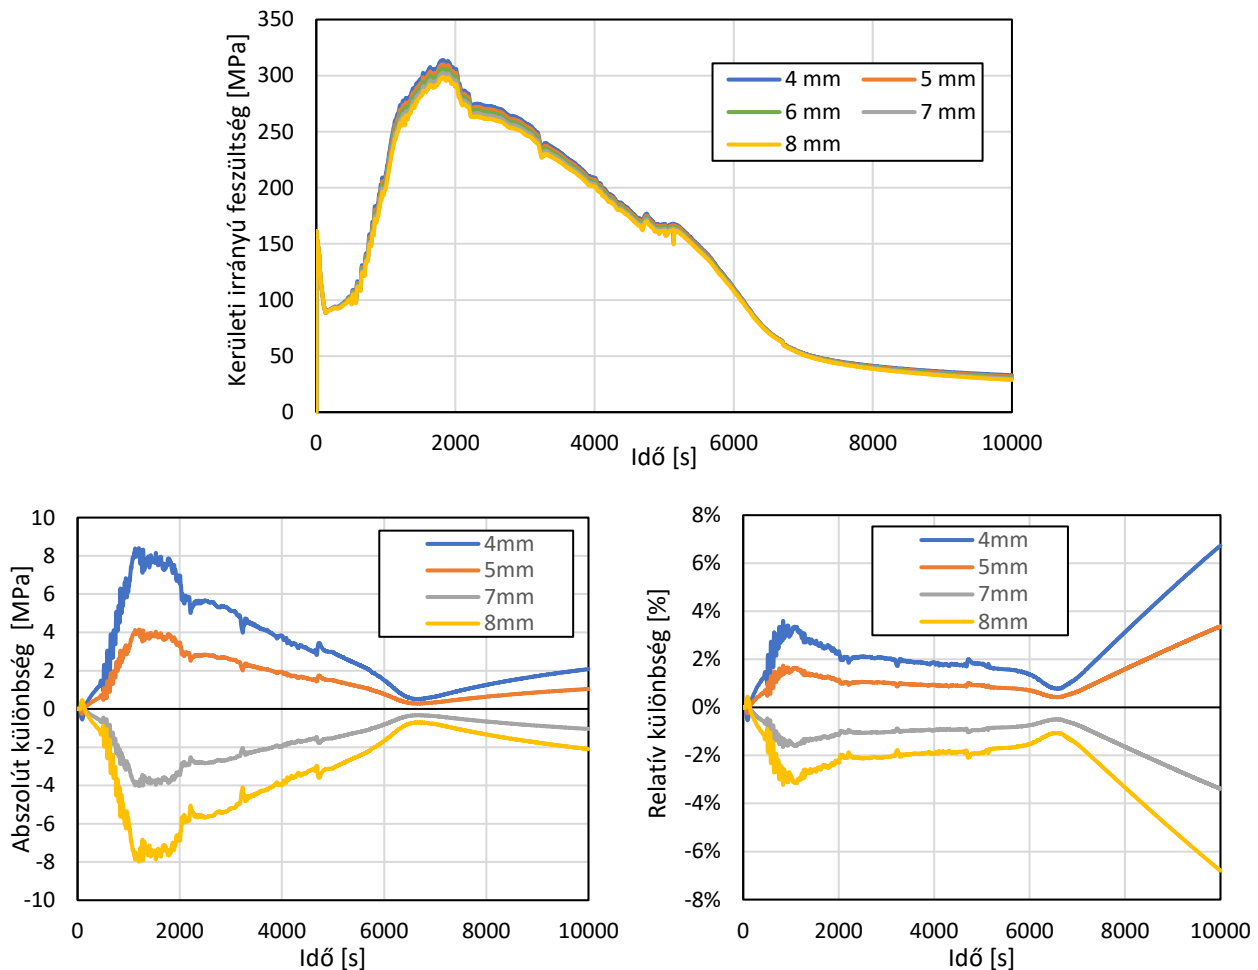 Kerületi irrányú feszültség [MPa]
350
300
250
200
150
100
50
0
4 mm 5 mm
6 mm 7 mm
8 mm
0 2000 4000 6000 8000 10000
Idő [s]
Abszolút különbség [MPa]
10
8
6
4
2
0
-2
-4
-6
-8
-10
4mm
5mm
7mm
8mm
0 2000 4000 6000 8000 10000
Idő [s]
Relatív különbség [%]
8%
6%
4%
2%
0%
-2%
-4%
-6%
-8%
4mm
5mm
7mm
8mm
0 2000 4000 6000 8000 10000
Idő [s]